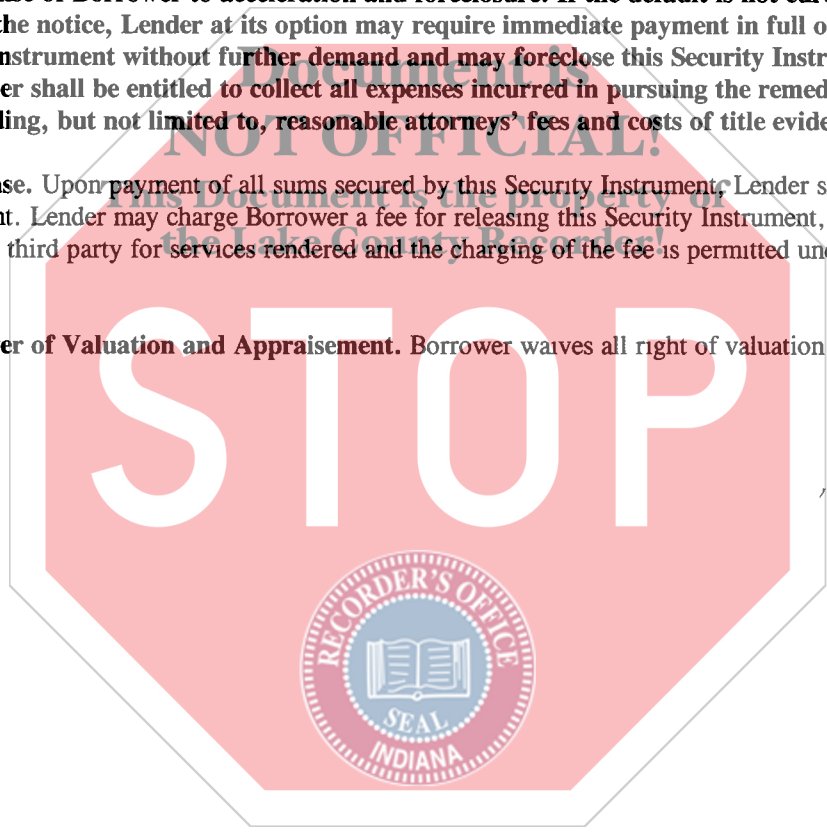 the notice, Lender at its option may require immediate payment in full o
nstrument without further demand and may foreclose this Security Instr
er shall be entitled to collect all expenses incurred in pursuing the remed
ling, but not limited to, reasonable attorneys' fees and costs of title evide
Document is
NOT OFFICIAL!
This Document is the property of
the Lake County Recorder!
se. Upon payment of all sums secured by this Security Instrument, Lender s
nt. Lender may charge Borrower a fee for releasing this Security Instrument,
third party for services rendered and the charging of the fee is permitted und
er of Valuation and Appraisement. Borrower waives all right of valuation
STOP
RECORDER'S OFFICE
SEAL
INDIANA